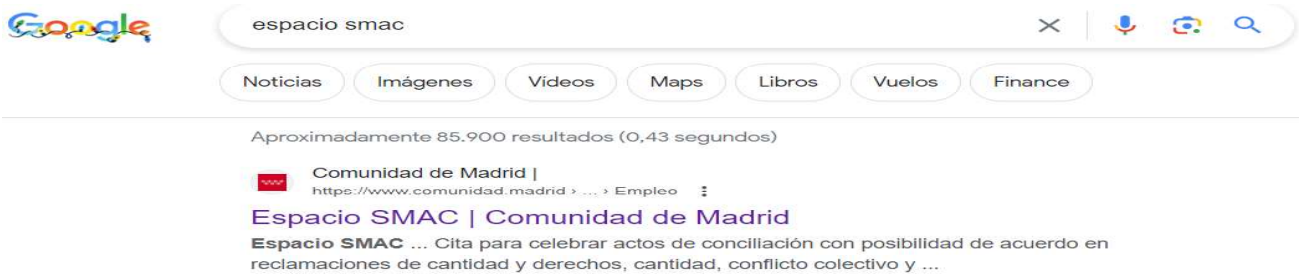 Google
espacio smac
Noticias Imágenes Vídeos Maps Libros Vuelos Finance
Aproximadamente 85.900 resultados (0,43 segundos)
Comunidad de Madrid |
https://www.comunidad.madrid › ... › Empleo
Espacio SMAC | Comunidad de Madrid
Espacio SMAC ... Cita para celebrar actos de conciliación con posibilidad de acuerdo en
reclamaciones de cantidad y derechos, cantidad, conflicto colectivo y ...